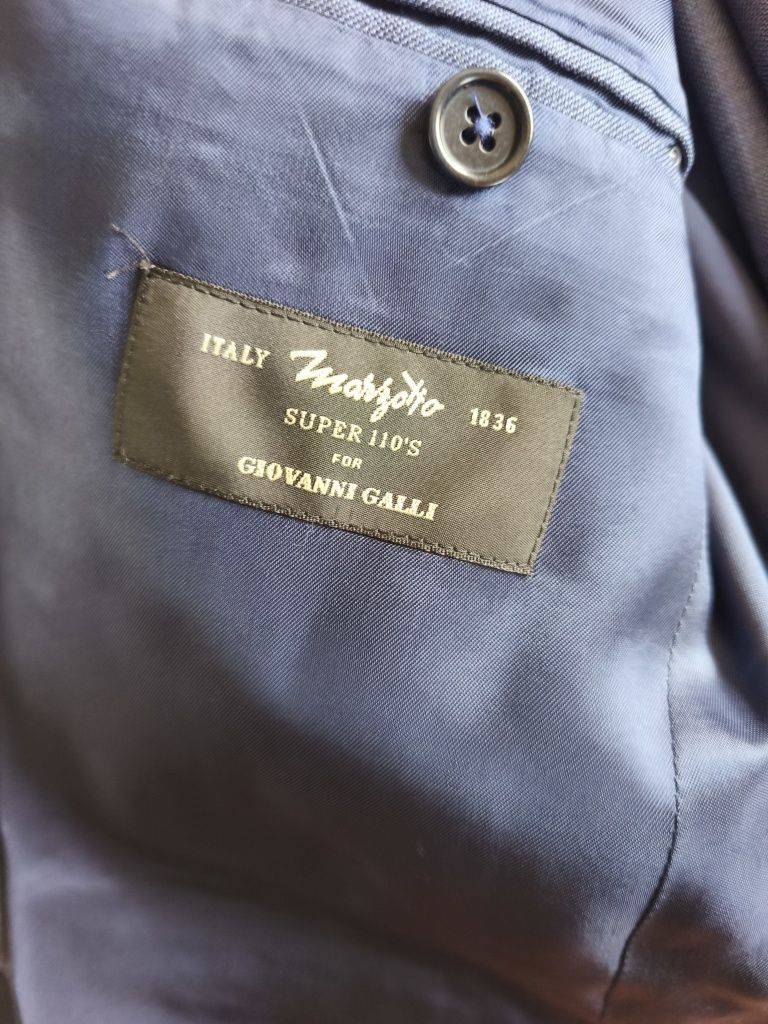 ITALY Marzotto 1836
SUPER 110'S
FOR
GIOVANNI GALLI